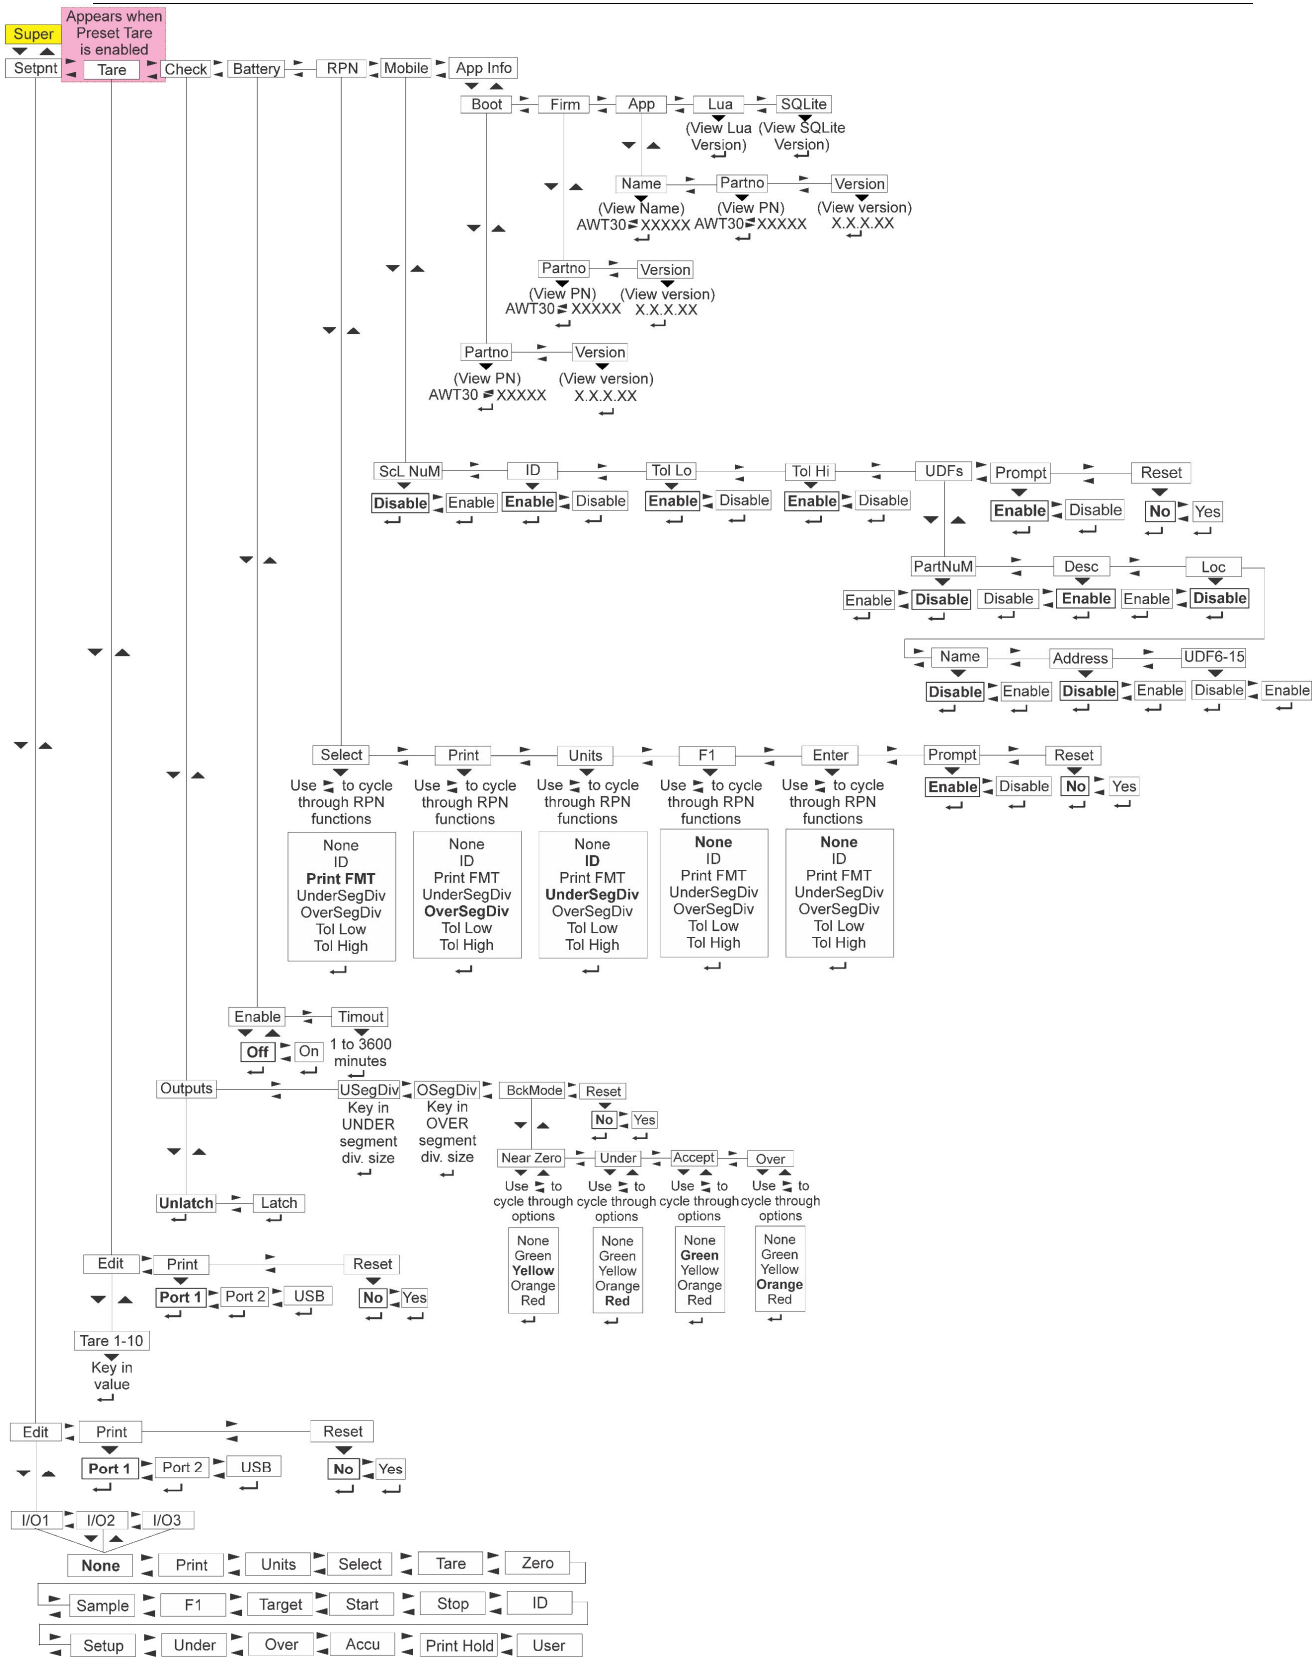 Appears when
Preset Tare
is enabled
Super
Setpnt Tare Check Battery RPN Mobile App Info
Boot Firm App Lua SQLite
(View Lua (View SQLite
Version) Version)
Name Partno Version
(View Name) (View PN) (View version)
AWT30 XXXXX AWT30 XXXXX X.X.X.XX
Partno Version
(View PN) (View version)
AWT30 XXXXX X.X.X.XX
Partno Version
(View PN) (View version)
AWT30 XXXXX X.X.X.XX
ScL NuM ID Tol Lo Tol Hi UDFs Prompt Reset
Disable Enable Enable Disable Enable Disable Enable Disable
Enable Disable No Yes
PartNuM Desc Loc
Enable Disable Disable Enable Enable Disable
Name Address UDF6-15
Disable Enable Disable Enable Disable Enable
Select Print Units F1 Enter Prompt Reset
Enable Disable No Yes
Use to cycle Use to cycle Use to cycle Use to cycle Use to cycle
through RPN through RPN through RPN through RPN through RPN
functions functions functions functions functions
None None None None None
ID ID ID ID ID
Print FMT Print FMT Print FMT Print FMT Print FMT
UnderSegDiv UnderSegDiv UnderSegDiv UnderSegDiv UnderSegDiv
OverSegDiv OverSegDiv OverSegDiv OverSegDiv OverSegDiv
Tol Low Tol Low Tol Low Tol Low Tol Low
Tol High Tol High Tol High Tol High Tol High
Enable Timout
Off On 1 to 3600
minutes
Outputs USegDiv OSegDiv BckMode Reset
Key in Key in
UNDER OVER
segment segment
div. size div. size
No Yes
Near Zero Under Accept Over
Use to Use to Use to Use to
cycle through cycle through cycle through cycle through
options options options options
None None None None
Green Green Green Green
Yellow Yellow Yellow Yellow
Orange Orange Orange Orange
Red Red Red Red
Unlatch Latch
Edit Print Reset
Port 1 Port 2 USB No Yes
Tare 1-10
Key in
value
Edit Print Reset
Port 1 Port 2 USB No Yes
I/O1 I/O2 I/O3
None Print Units Select Tare Zero
Sample F1 Target Start Stop ID
Setup Under Over Accu Print Hold User